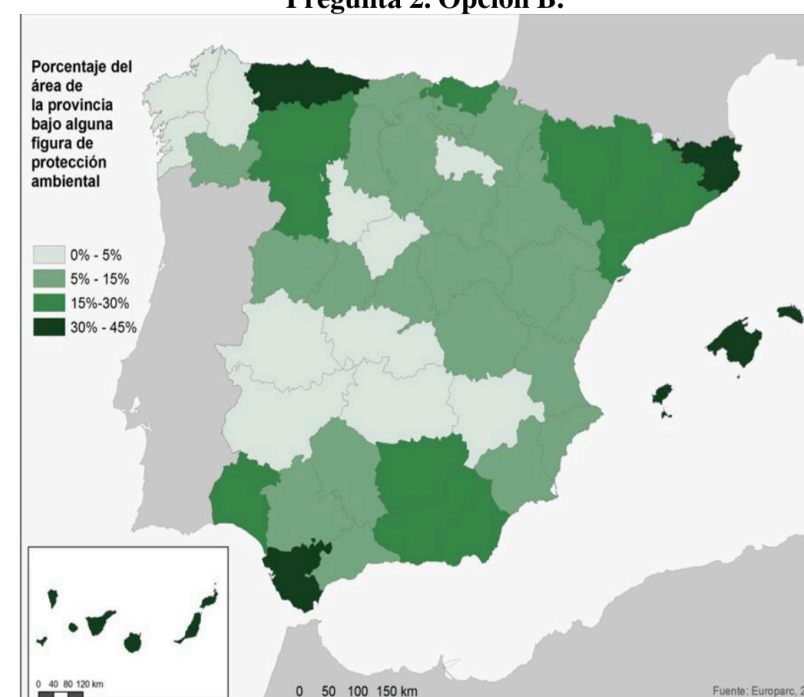 Pregunta 2. Opción B.
Porcentaje del
área de
la provincia
bajo alguna
figura de
protección
ambiental
0% - 5%
5% - 15%
15%-30%
30% - 45%
0 40 80 120 km
0 50 100 150 km
Fuente: Europarc, 2